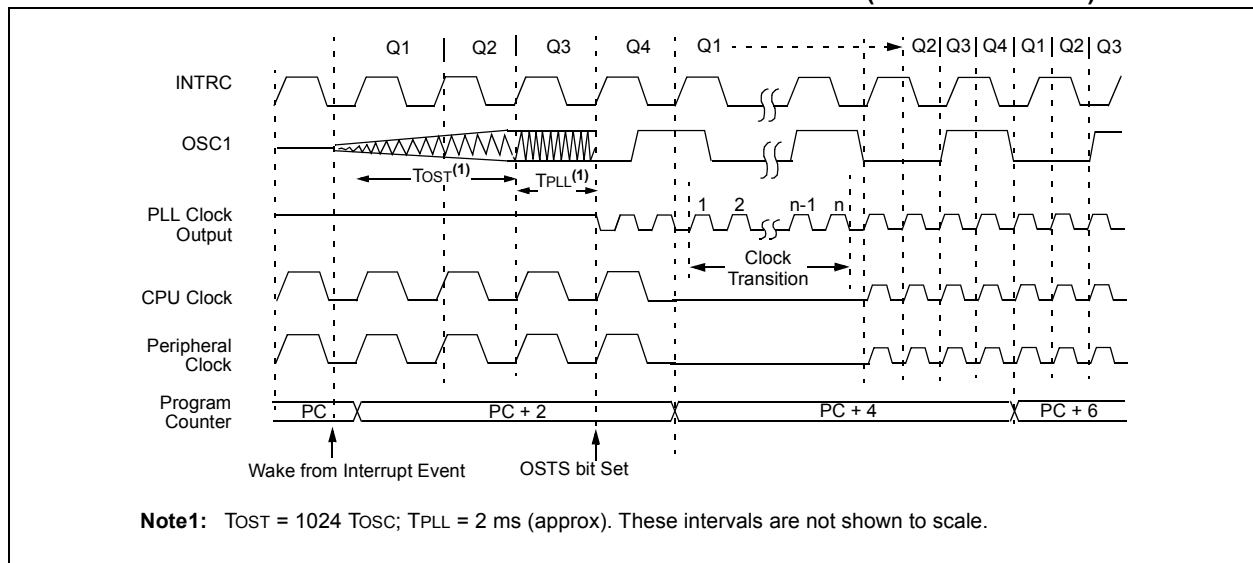 Q1 Q2 Q3 Q4 Q1 Q2 Q3 Q4 Q1 Q2 Q3
INTRC
OSC1
TOST(1) TPLL(1)
1 2 n-1 n
PLL Clock
Output
Clock
Transition
CPU Clock
Peripheral
Clock
Program
Counter
PC PC + 2 PC + 4 PC + 6
Wake from Interrupt Event OSTS bit Set
Note1: TOST = 1024 TOSC; TPLL = 2 ms (approx). These intervals are not shown to scale.